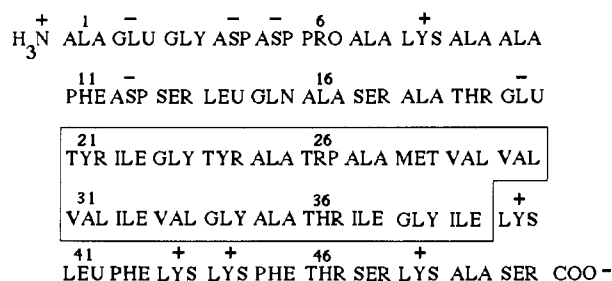 + 1 − − − 6 +
H3N ALA GLU GLY ASP ASP PRO ALA LYS ALA ALA
11 − 16 −
PHE ASP SER LEU GLN ALA SER ALA THR GLU
21 26
TYR ILE GLY TYR ALA TRP ALA MET VAL VAL
31 36 +
VAL ILE VAL GLY ALA THR ILE GLY ILE LYS
41 + + 46 +
LEU PHE LYS LYS PHE THR SER LYS ALA SER COO −